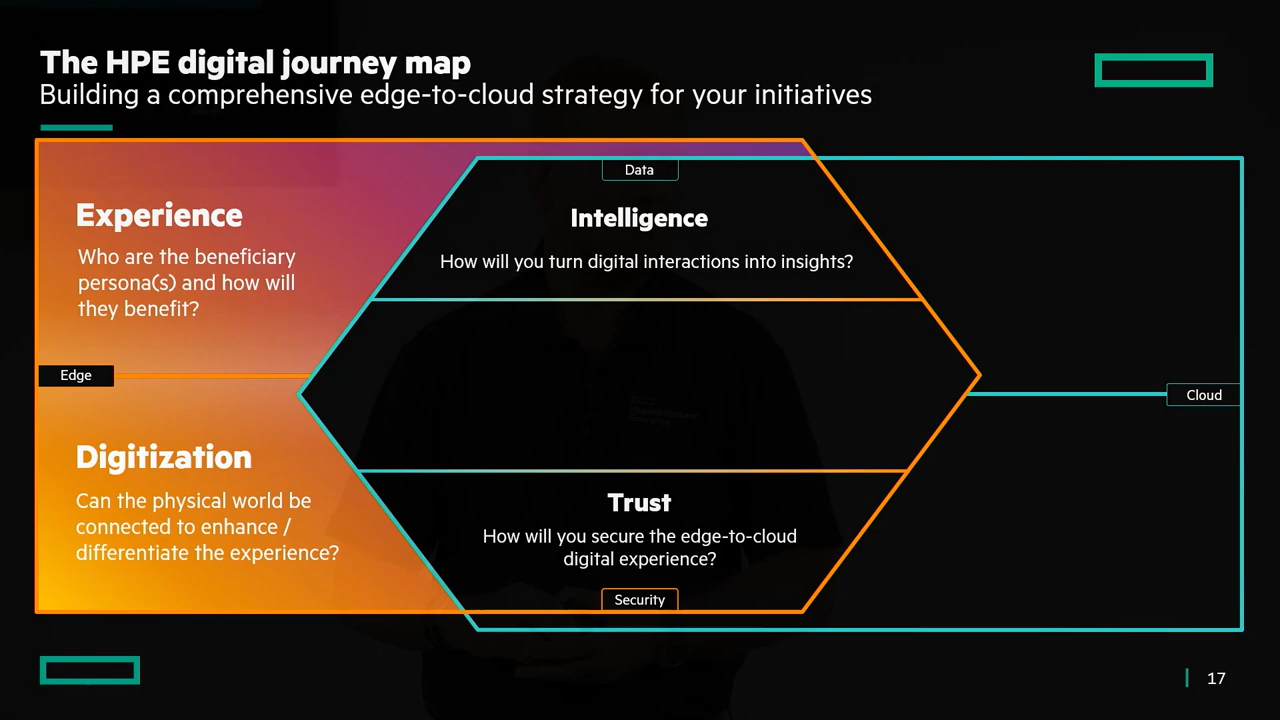 The HPE digital journey map
Building a comprehensive edge-to-cloud strategy for your initiatives
Data
Experience
Who are the beneficiary
persona(s) and how will
they benefit?
Intelligence
How will you turn digital interactions into insights?
Edge
Cloud
Digitization
Can the physical world be
connected to enhance /
differentiate the experience?
Trust
How will you secure the edge-to-cloud
digital experience?
Security
17